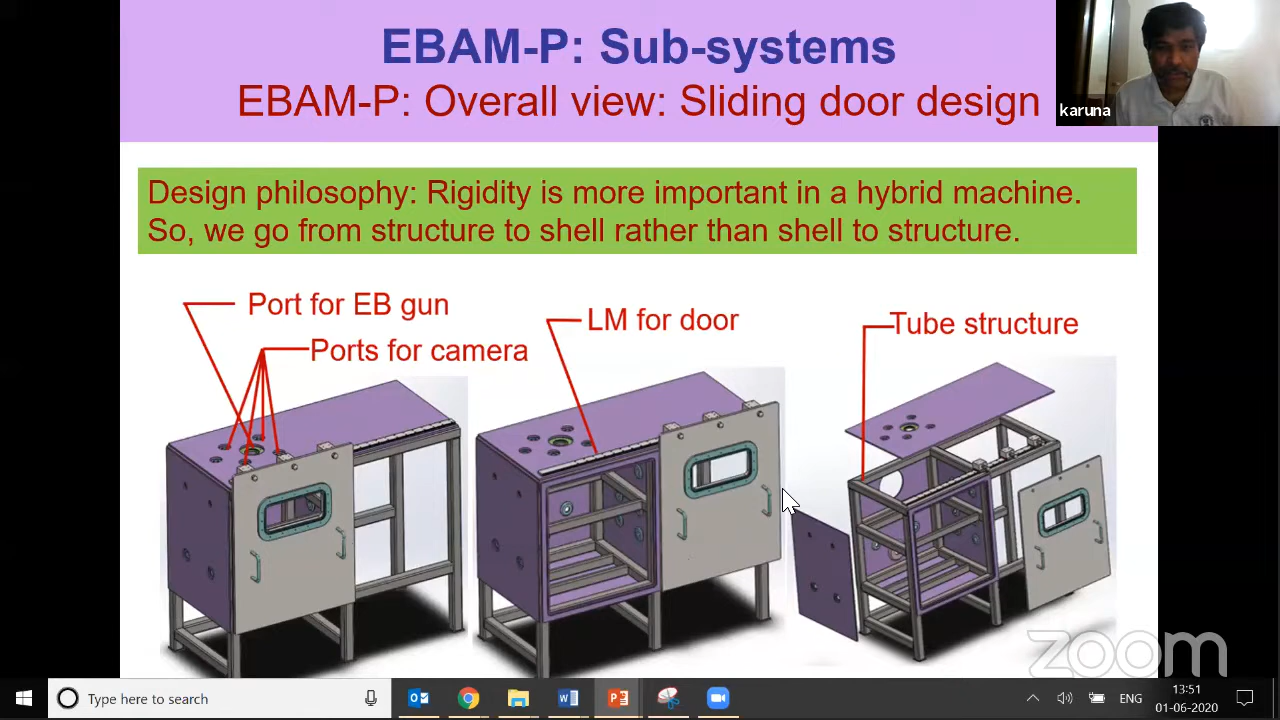 EBAM-P: Sub-systems
EBAM-P: Overall view: Sliding door design
karuna
Design philosophy: Rigidity is more important in a hybrid machine.
So, we go from structure to shell rather than shell to structure.
Port for EB gun
Ports for camera
LM for door
Tube structure
zoom
Type here to search
ENG
13:51
01-06-2020